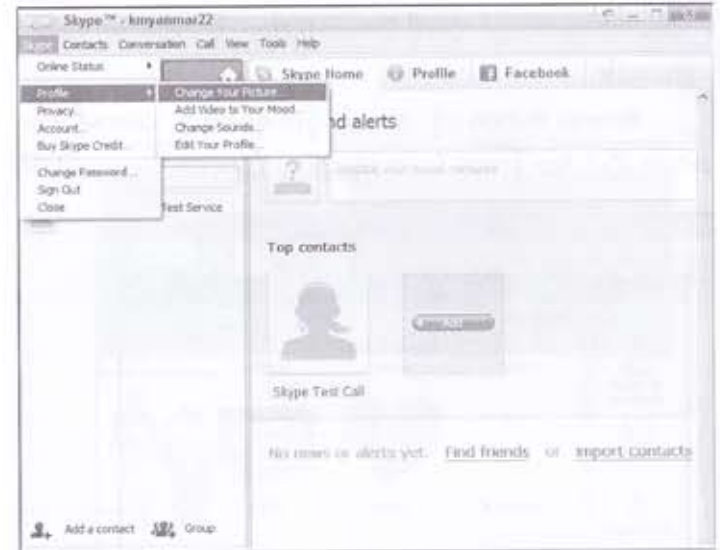 Skype™ - kmyanmar22
Skype Contacts Conversation Call View Tools Help
Online Status
Profile
Privacy...
Account...
Buy Skype Credit...
Change Password...
Sign Out
Close
Change Your Picture
Add Video to Your Mood...
Change Sounds...
Edit Your Profile...
Skype Home Profile Facebook
nd alerts
Test Service
Top contacts
Skype Test Call
No news or alerts yet. Find friends or import contacts
Add a contact Group